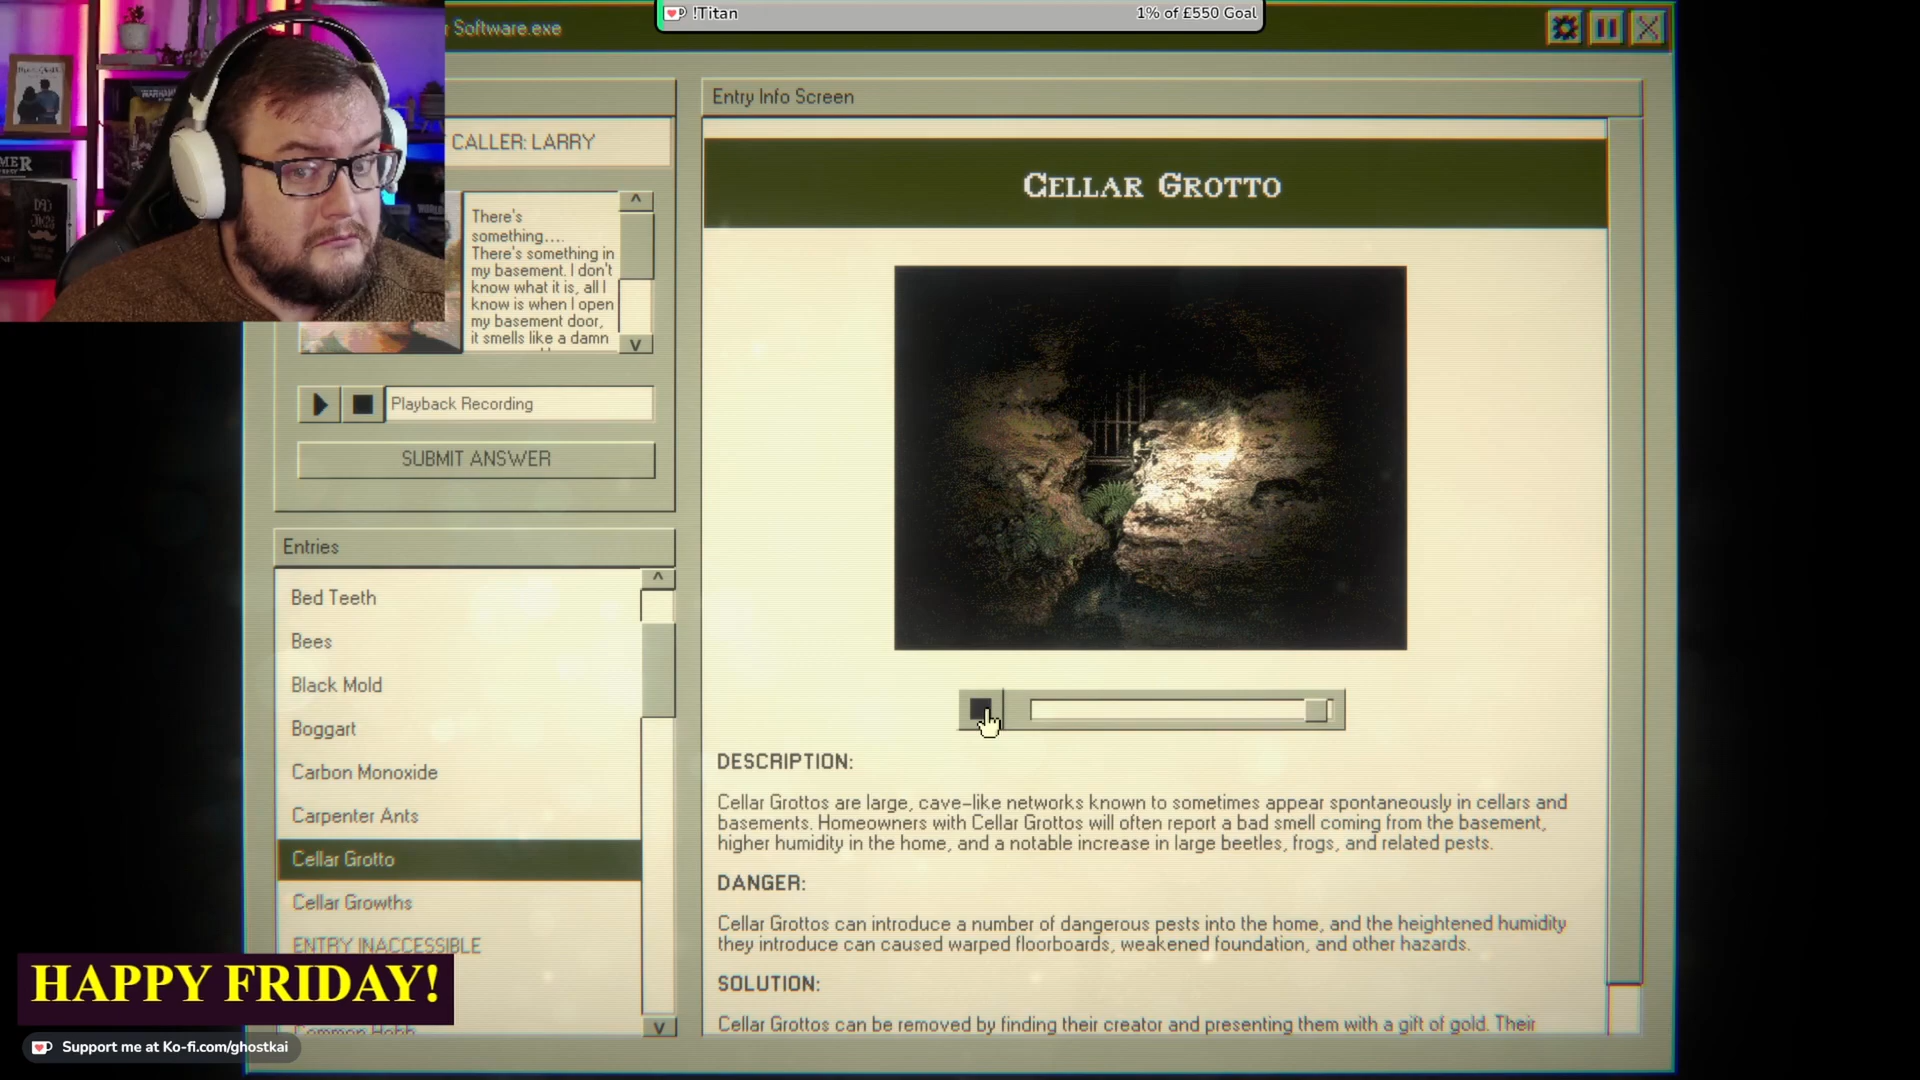 !Titan
1% of £550 Goal
Software.exe
CALLER: LARRY
There's
something....
There's something in
my basement. I don't
know what it is, all I
know is when I open
my basement door,
it smells like a damn
Playback Recording
SUBMIT ANSWER
Entries
Bed Teeth
Bees
Black Mold
Boggart
Carbon Monoxide
Carpenter Ants
Cellar Grotto
Cellar Growths
ENTRY INACCESSIBLE
Common Hobb
HAPPY FRIDAY!
Support me at Ko-fi.com/ghostkai
Entry Info Screen
CELLAR GROTTO
DESCRIPTION:
Cellar Grottos are large, cave-like networks known to sometimes appear spontaneously in cellars and
basements. Homeowners with Cellar Grottos will often report a bad smell coming from the basement,
higher humidity in the home, and a notable increase in large beetles, frogs, and related pests.
DANGER:
Cellar Grottos can introduce a number of dangerous pests into the home, and the heightened humidity
they introduce can caused warped floorboards, weakened foundation, and other hazards.
SOLUTION:
Cellar Grottos can be removed by finding their creator and presenting them with a gift of gold. Their